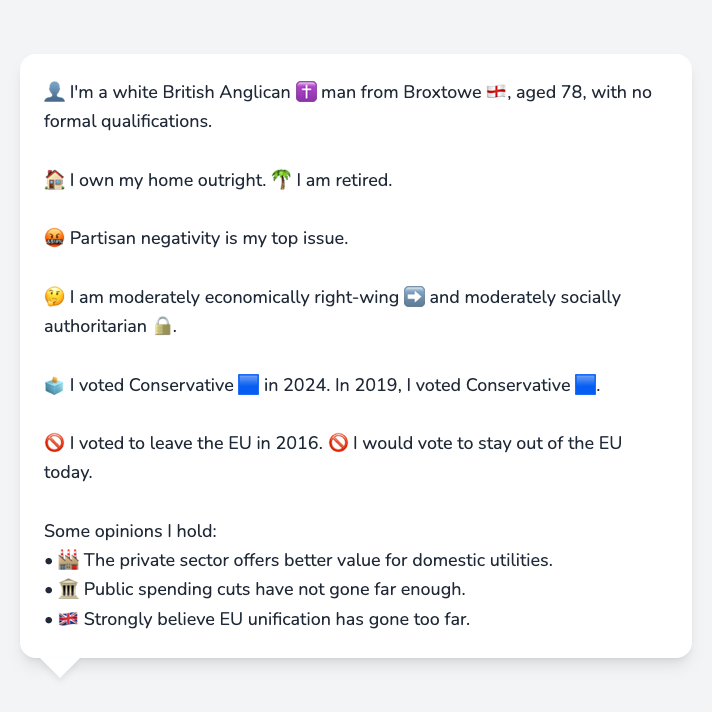 👤 I'm a white British Anglican ✝️ man from Broxtowe 🏴󠁧󠁢󠁥󠁮󠁧󠁿, aged 78, with no
formal qualifications.
🏠 I own my home outright. 🌴 I am retired.
🤬 Partisan negativity is my top issue.
🤔 I am moderately economically right-wing ➡️ and moderately socially
authoritarian 🔒.
🗳️ I voted Conservative 🟦 in 2024. In 2019, I voted Conservative 🟦.
🚫 I voted to leave the EU in 2016. 🚫 I would vote to stay out of the EU
today.
Some opinions I hold:
• 🏭 The private sector offers better value for domestic utilities.
• 🏛️ Public spending cuts have not gone far enough.
• 🇬🇧 Strongly believe EU unification has gone too far.